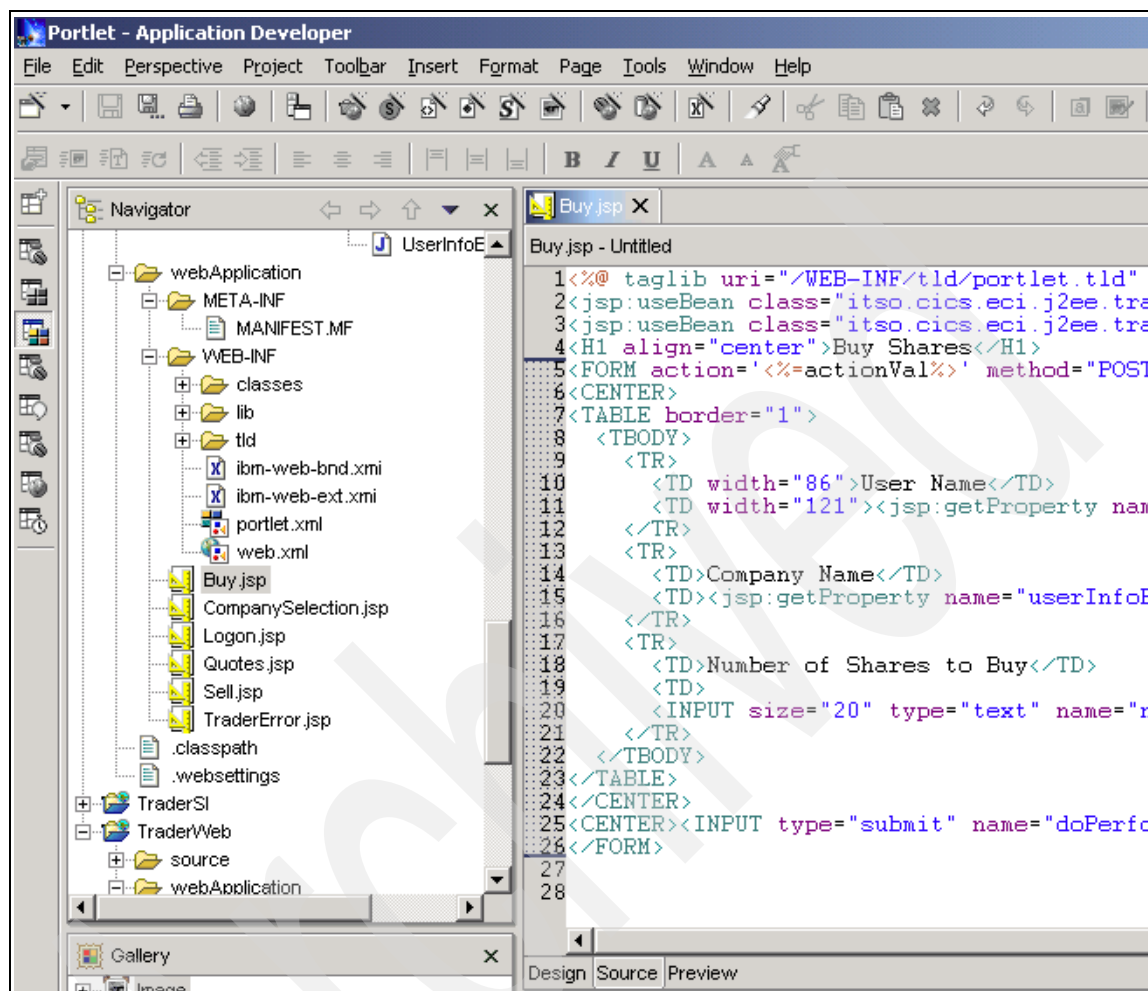 Portlet - Application Developer
File Edit Perspective Project Toolbar Insert Format Page Tools Window Help
B I U A A
Navigator
UserInfoE
webApplication
META-INF
MANIFEST.MF
WEB-INF
classes
lib
tld
ibm-web-bnd.xmi
ibm-web-ext.xmi
portlet.xml
web.xml
Buy.jsp
CompanySelection.jsp
Logon.jsp
Quotes.jsp
Sell.jsp
TraderError.jsp
.classpath
.websettings
TraderSI
TraderWeb
source
webApplication
Gallery
Image
Buy.jsp
Buy.jsp - Untitled
1<%@ taglib uri="/WEB-INF/tld/portlet.tld"
2<jsp:useBean class="itso.cics.eci.j2ee.tra
3<jsp:useBean class="itso.cics.eci.j2ee.tra
4<H1 align="center">Buy Shares</H1>
5<FORM action='<%=actionVal%>' method="POST
6<CENTER>
7<TABLE border="1">
8 <TBODY>
9 <TR>
10 <TD width="86">User Name</TD>
11 <TD width="121"><jsp:getProperty nam
12 </TR>
13 <TR>
14 <TD>Company Name</TD>
15 <TD><jsp:getProperty name="userInfoE
16 </TR>
17 <TR>
18 <TD>Number of Shares to Buy</TD>
19 <TD>
20 <INPUT size="20" type="text" name="n
21 </TR>
22 </TBODY>
23</TABLE>
24</CENTER>
25<CENTER><INPUT type="submit" name="doPerfo
26</FORM>
27
28
Design Source Preview